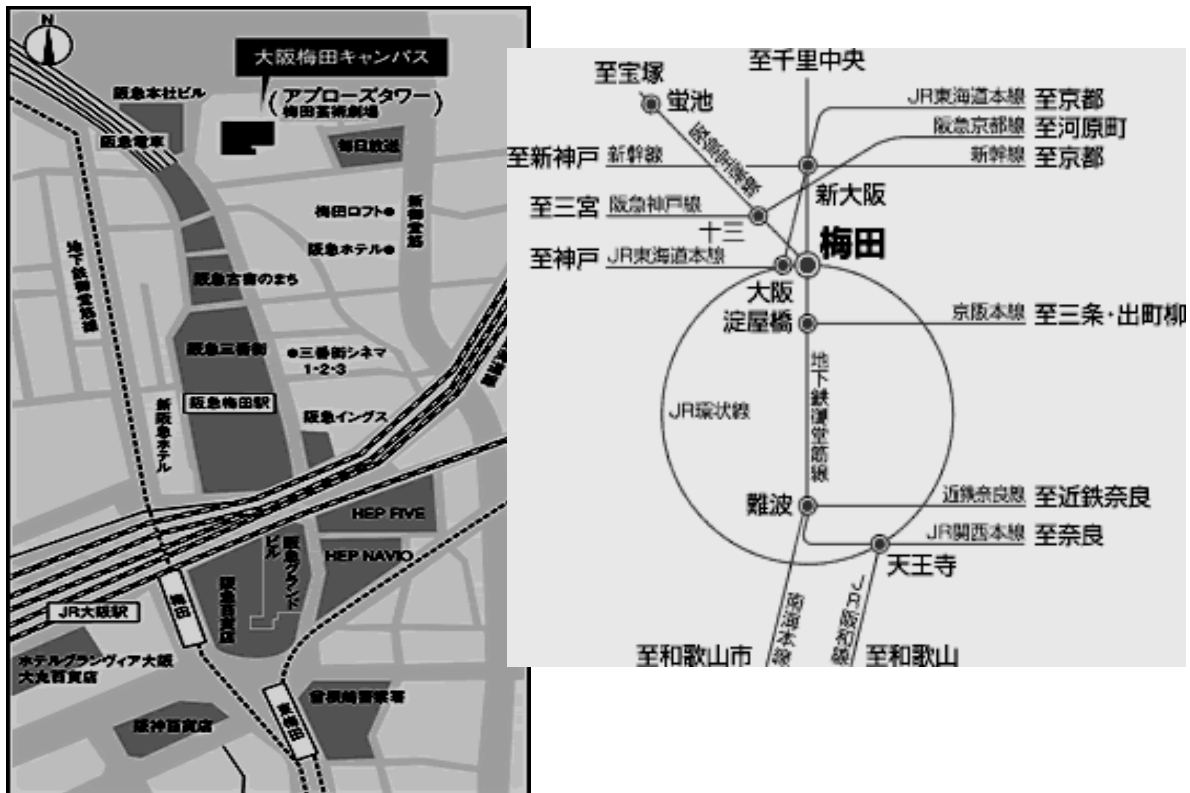 N
大阪梅田キャンパス
(アプローズタワー)
梅田芸術劇場
阪急本社ビル
阪急電車
毎日放送
梅田ロフト
新御堂筋
阪急ホテル
地下鉄御堂筋線
阪急古書のまち
阪急三番街
三番街シネマ
1・2・3
阪急梅田駅
新阪急ホテル
阪急イングス
HEP FIVE
HEP NAVIO
阪急グランド
ビル
阪急百貨店
梅田
JR大阪駅
ホテルグランヴィア大阪
大丸百貨店
阪神百貨店
東梅田
曽根崎警察署
至宝塚
蛍池
至千里中央
JR東海道本線 至京都
阪急京都線 至河原町
至新神戸 新幹線
新幹線 至京都
阪急宝塚線
新大阪
至三宮 阪急神戸線
十三
梅田
至神戸 JR東海道本線
大阪
淀屋橋
京阪本線 至三条・出町柳
地下鉄御堂筋線
JR環状線
難波
近鉄奈良線 至近鉄奈良
JR関西本線 至奈良
天王寺
南海本線
JR阪和線
至和歌山市
至和歌山